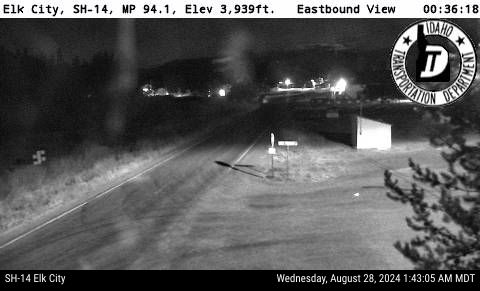 Elk City, SH-14, MP 94.1, Elev 3,939ft. Eastbound View 00:36:18
IDAHO
TRANSPORTATION DEPARTMENT
SH-14 Elk City Wednesday, August 28, 2024 1:43:05 AM MDT